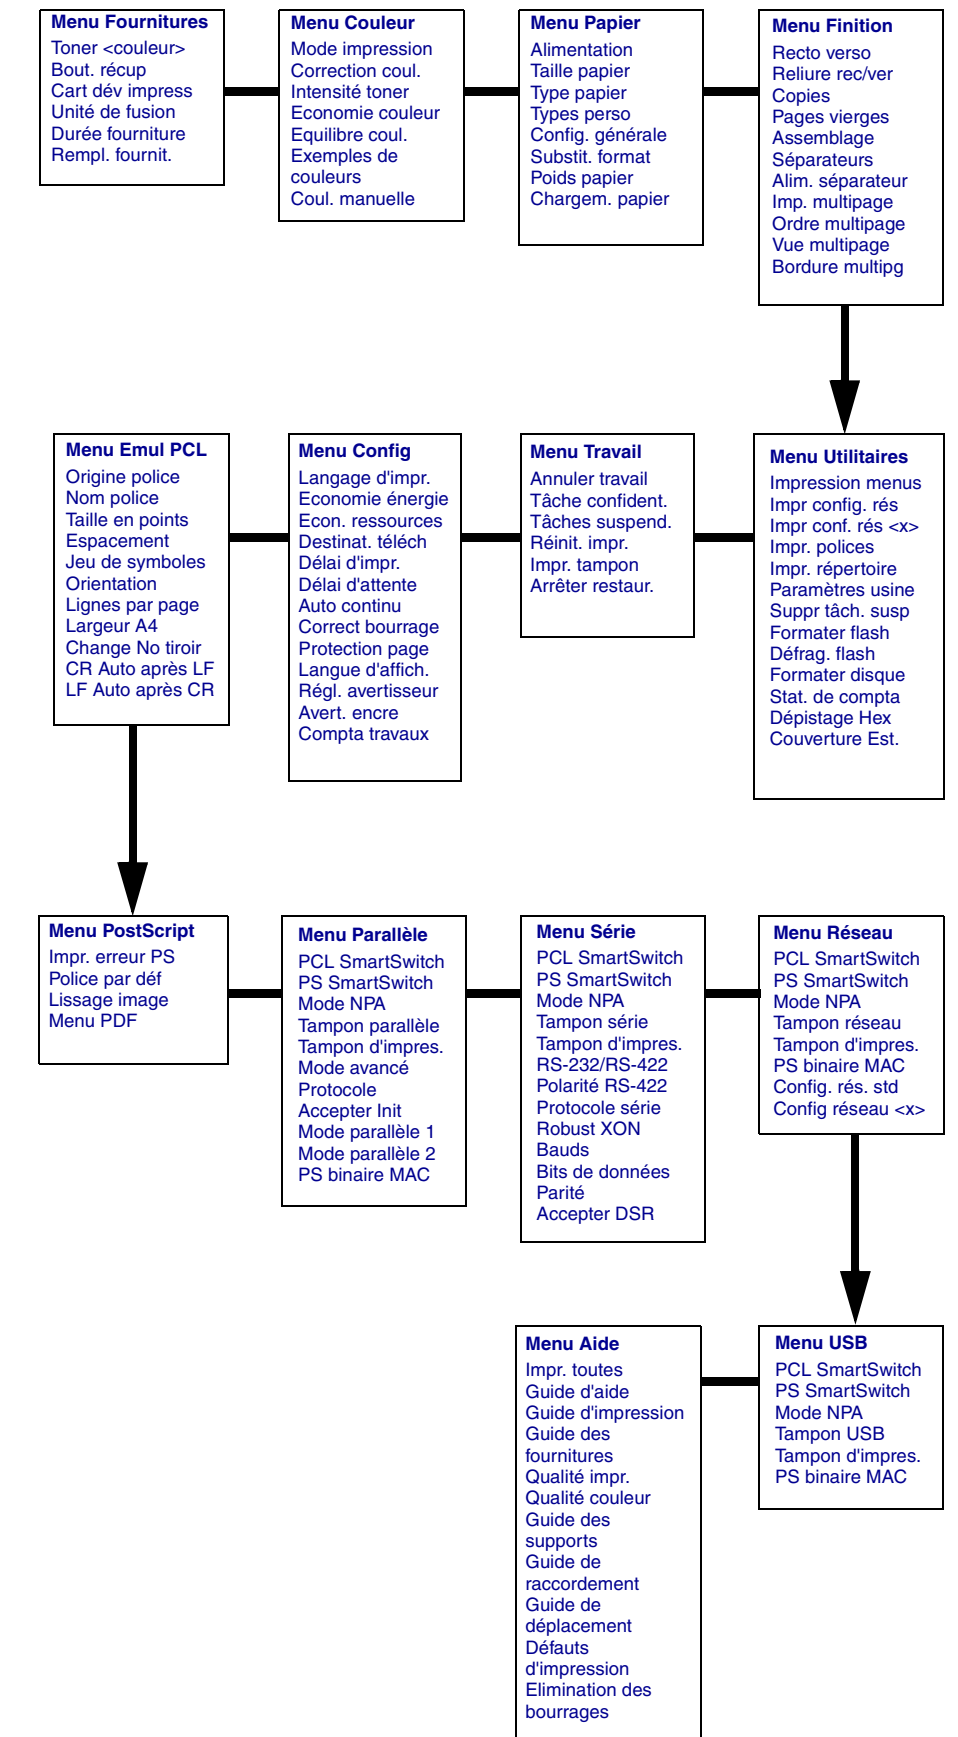 Menu Fournitures
Toner <couleur>
Bout. récup
Cart dév impress
Unité de fusion
Durée fourniture
Rempl. fournit.
Menu Couleur
Mode impression
Correction coul.
Intensité toner
Economie couleur
Equilibre coul.
Exemples de
couleurs
Coul. manuelle
Menu Papier
Alimentation
Taille papier
Type papier
Types perso
Config. générale
Substit. format
Poids papier
Chargem. papier
Menu Finition
Recto verso
Reliure rec/ver
Copies
Pages vierges
Assemblage
Séparateurs
Alim. séparateur
Imp. multipage
Ordre multipage
Vue multipage
Bordure multipg
Menu Emul PCL
Origine police
Nom police
Taille en points
Espacement
Jeu de symboles
Orientation
Lignes par page
Largeur A4
Change No tiroir
CR Auto après LF
LF Auto après CR
Menu Config
Langage d'impr.
Economie énergie
Econ. ressources
Destinat. téléch
Délai d'impr.
Délai d'attente
Auto continu
Correct bourrage
Protection page
Langue d'affich.
Régl. avertisseur
Avert. encre
Compta travaux
Menu Travail
Annuler travail
Tâche confident.
Tâches suspend.
Réinit. impr.
Impr. tampon
Arrêter restaur.
Menu Utilitaires
Impression menus
Impr config. rés
Impr conf. rés <x>
Impr. polices
Impr. répertoire
Paramètres usine
Suppr tâch. susp
Formater flash
Défrag. flash
Formater disque
Stat. de compta
Dépistage Hex
Couverture Est.
Menu PostScript
Impr. erreur PS
Police par déf
Lissage image
Menu PDF
Menu Parallèle
PCL SmartSwitch
PS SmartSwitch
Mode NPA
Tampon parallèle
Tampon d'impres.
Mode avancé
Protocole
Accepter Init
Mode parallèle 1
Mode parallèle 2
PS binaire MAC
Menu Série
PCL SmartSwitch
PS SmartSwitch
Mode NPA
Tampon série
Tampon d'impres.
RS-232/RS-422
Polarité RS-422
Protocole série
Robust XON
Bauds
Bits de données
Parité
Accepter DSR
Menu Réseau
PCL SmartSwitch
PS SmartSwitch
Mode NPA
Tampon réseau
Tampon d'impres.
PS binaire MAC
Config. rés. std
Config réseau <x>
Menu Aide
Impr. toutes
Guide d'aide
Guide d'impression
Guide des
fournitures
Qualité impr.
Qualité couleur
Guide des
supports
Guide de
raccordement
Guide de
déplacement
Défauts
d'impression
Elimination des
bourrages
Menu USB
PCL SmartSwitch
PS SmartSwitch
Mode NPA
Tampon USB
Tampon d'impres.
PS binaire MAC